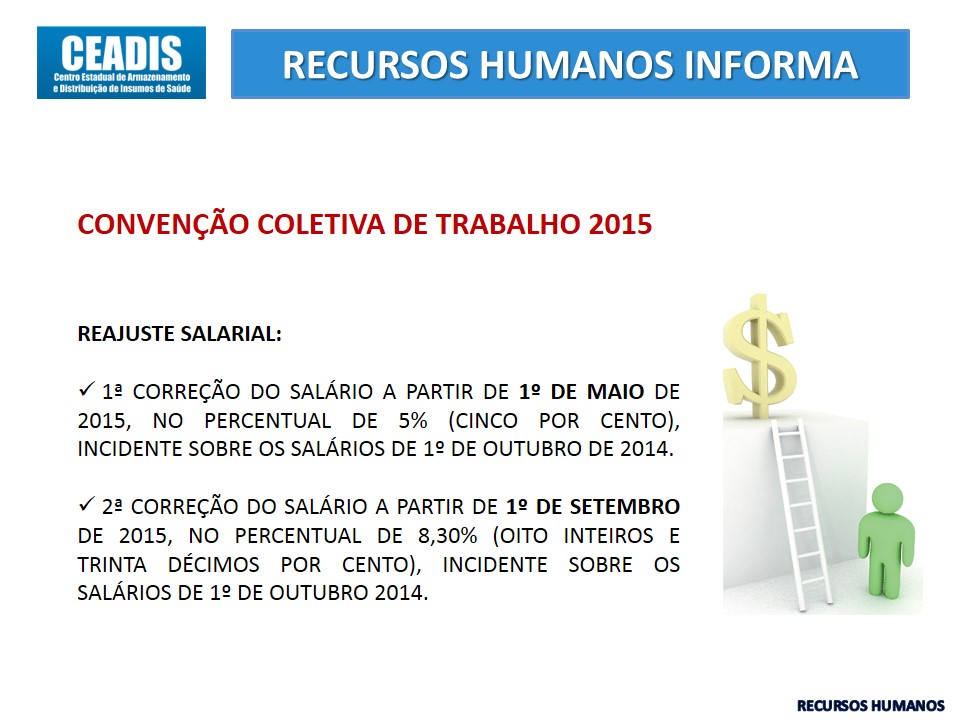 CEADIS
Centro Estadual de Armazenamento
e Distribuição de Insumos de Saúde
RECURSOS HUMANOS INFORMA
CONVENÇÃO COLETIVA DE TRABALHO 2015
REAJUSTE SALARIAL:
✓ 1ª CORREÇÃO DO SALÁRIO A PARTIR DE 1º DE MAIO DE
2015, NO PERCENTUAL DE 5% (CINCO POR CENTO),
INCIDENTE SOBRE OS SALÁRIOS DE 1º DE OUTUBRO DE 2014.
✓ 2ª CORREÇÃO DO SALÁRIO A PARTIR DE 1º DE SETEMBRO
DE 2015, NO PERCENTUAL DE 8,30% (OITO INTEIROS E
TRINTA DÉCIMOS POR CENTO), INCIDENTE SOBRE OS
SALÁRIOS DE 1º DE OUTUBRO 2014.
$
RECURSOS HUMANOS